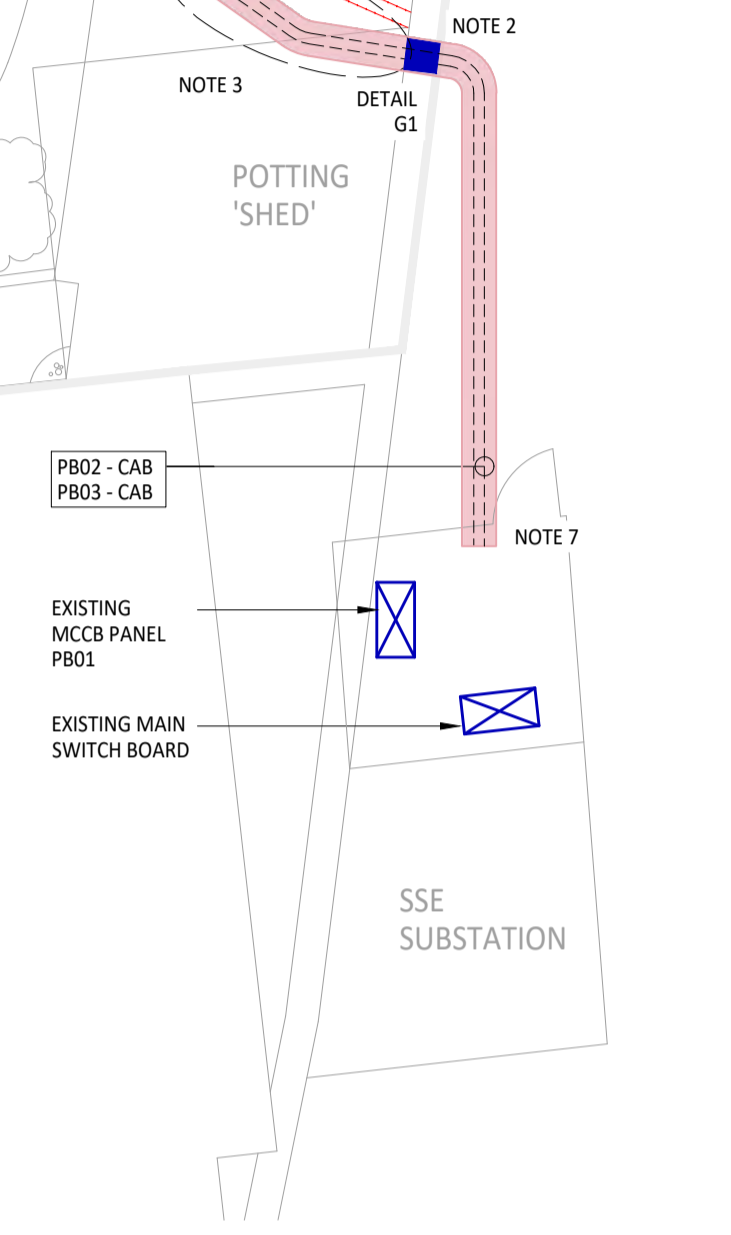 NOTE 2
NOTE 3
DETAIL
G1
POTTING
'SHED'
PB02 - CAB
PB03 - CAB
NOTE 7
EXISTING
MCCB PANEL
PB01
EXISTING MAIN
SWITCH BOARD
SSE
SUBSTATION